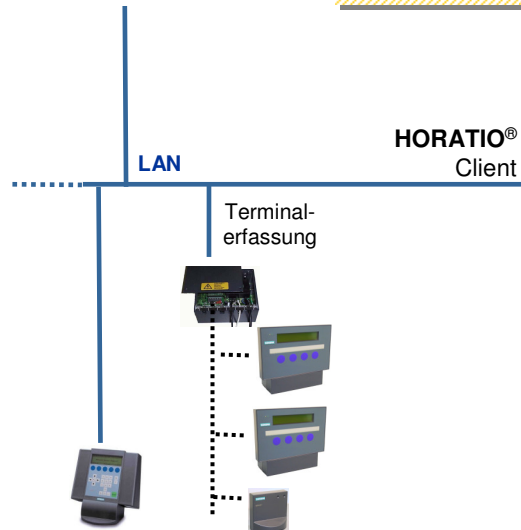 HORATIO®
Client
LAN
Terminal-
erfassung